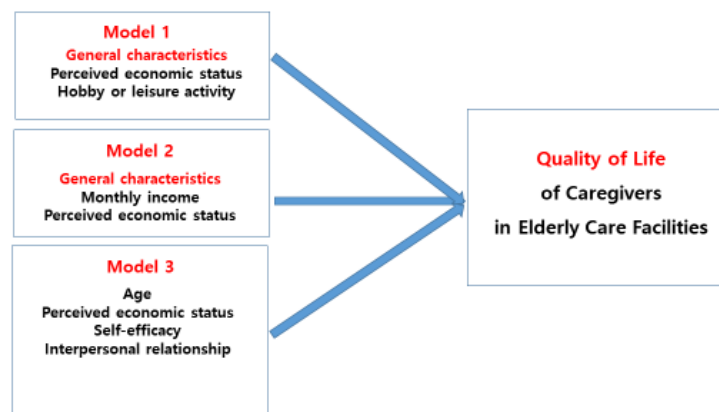 Model 1
General characteristics
Perceived economic status
Hobby or leisure activity
Model 2
General characteristics
Monthly income
Perceived economic status
Model 3
Age
Perceived economic status
Self-efficacy
Interpersonal relationship
Quality of Life
of Caregivers
in Elderly Care Facilities